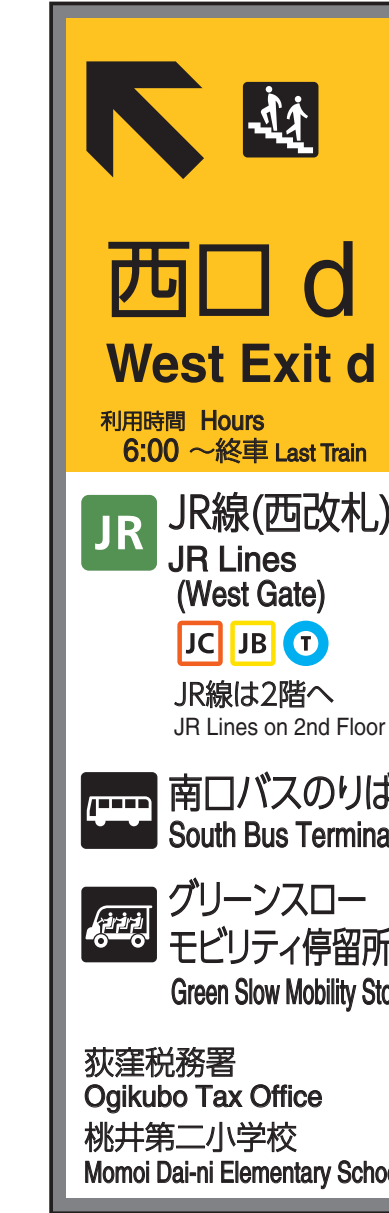 西口 d
West Exit d
利用時間 Hours
6:00 ～終車 Last Train
JR
JR線(西改札)
JR Lines
(West Gate)
JC JB T
JR線は2階へ
JR Lines on 2nd Floor
南口バスのりば
South Bus Termina
グリーンスロー
モビリティ停留所
Green Slow Mobility Sto
荻窪税務署
Ogikubo Tax Office
桃井第二小学校
Momoi Dai-ni Elementary Schoo